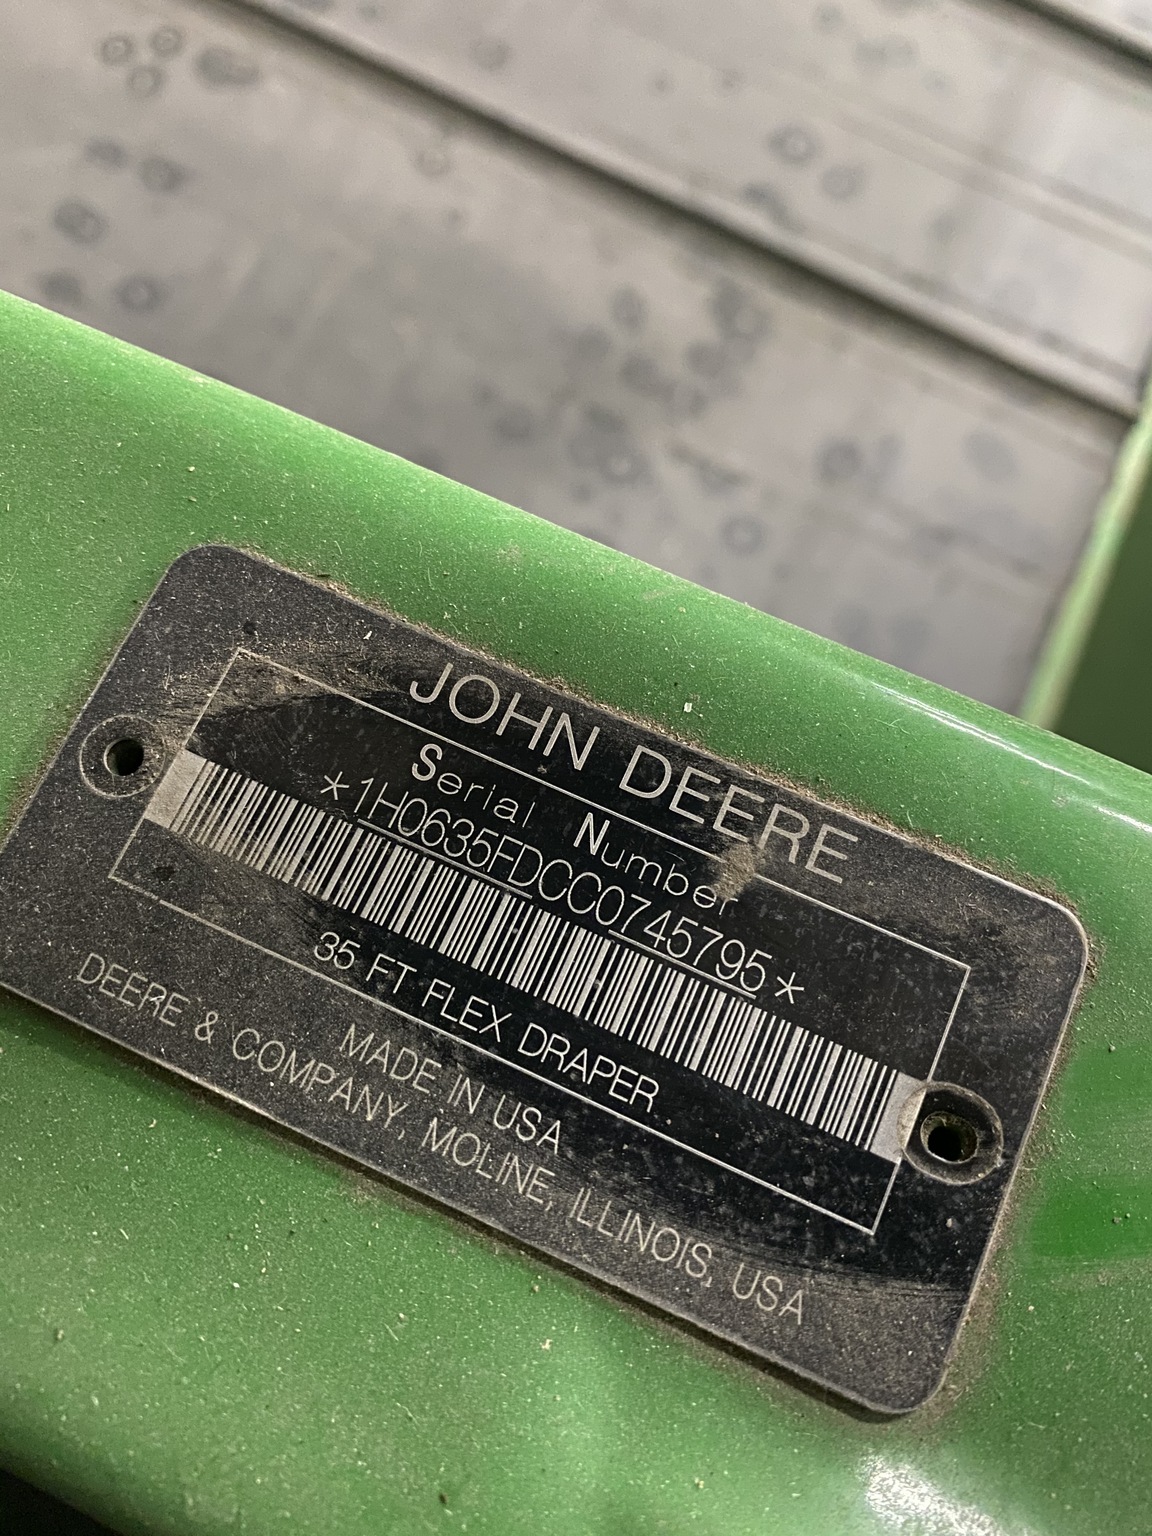 JOHN DEERE
Serial Number
*1H0635FDCC0745795*
35 FT FLEX DRAPER
MADE IN USA
DEERE & COMPANY, MOLINE, ILLINOIS, USA